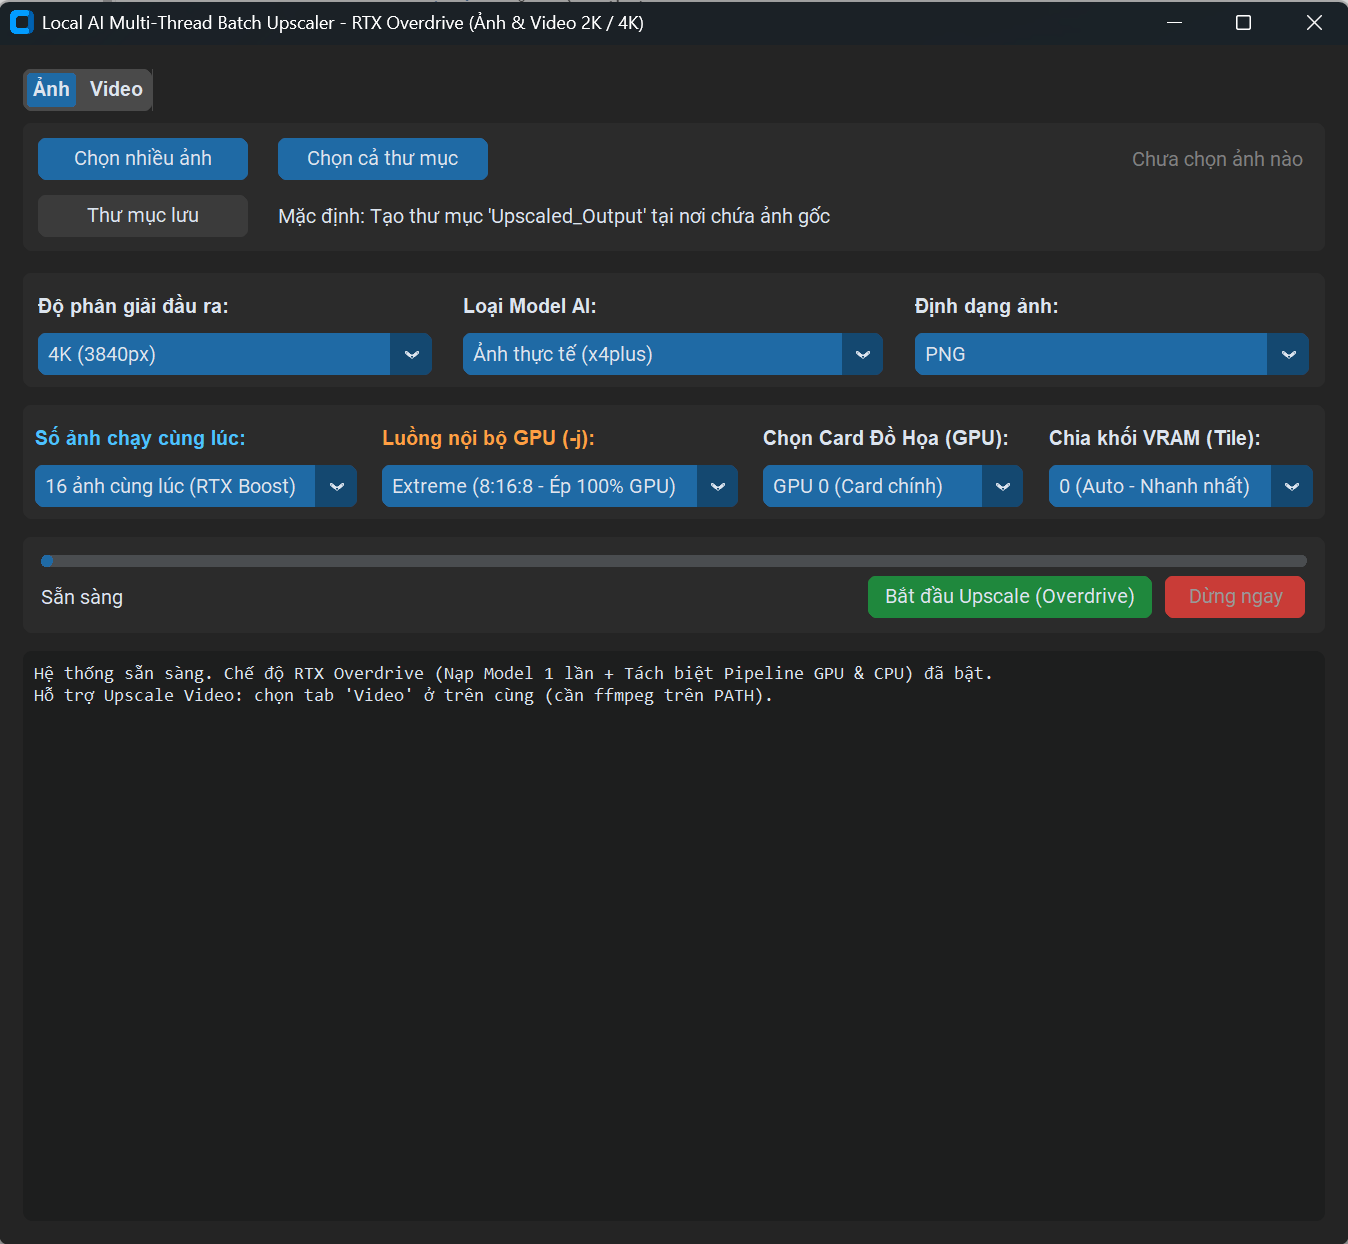 Local AI Multi-Thread Batch Upscaler - RTX Overdrive (Ảnh & Video 2K / 4K)
Ảnh Video
Chọn nhiều ảnh Chọn cả thư mục Chưa chọn ảnh nào
Thư mục lưu Mặc định: Tạo thư mục 'Upscaled_Output' tại nơi chứa ảnh gốc
Độ phân giải đầu ra: Loại Model AI: Định dạng ảnh:
4K (3840px) Ảnh thực tế (x4plus) PNG
Số ảnh chạy cùng lúc: Luồng nội bộ GPU (-j): Chọn Card Đồ Họa (GPU): Chia khối VRAM (Tile):
16 ảnh cùng lúc (RTX Boost) Extreme (8:16:8 - Ép 100% GPU) GPU 0 (Card chính) 0 (Auto - Nhanh nhất)
Sẵn sàng Bắt đầu Upscale (Overdrive) Dừng ngay
Hệ thống sẵn sàng. Chế độ RTX Overdrive (Nạp Model 1 lần + Tách biệt Pipeline GPU & CPU) đã bật.
Hỗ trợ Upscale Video: chọn tab 'Video' ở trên cùng (cần ffmpeg trên PATH).